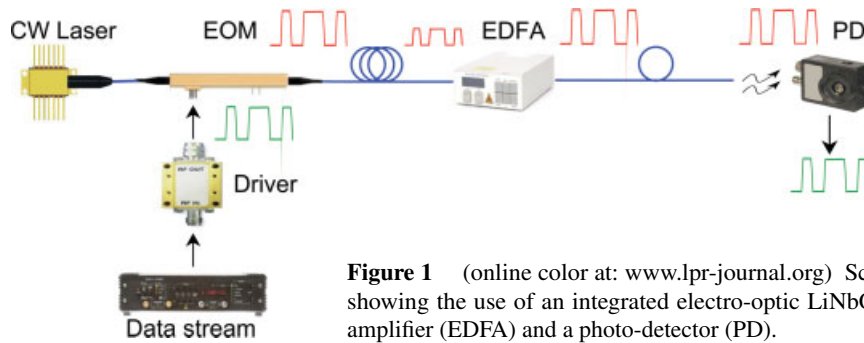 CW Laser EOM EDFA PD
Driver
Data stream
Figure 1 (online color at: www.lpr-journal.org) Sc
showing the use of an integrated electro-optic LiNbO
amplifier (EDFA) and a photo-detector (PD).